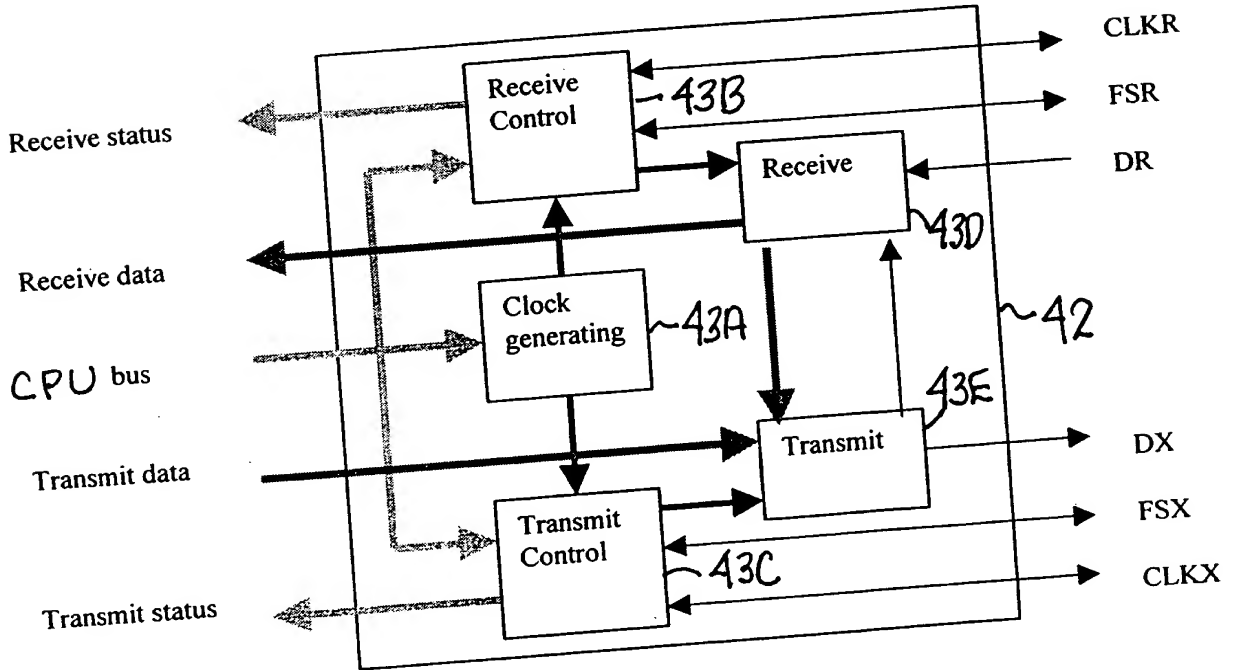 CLKR
Receive
Control
43B
FSR
Receive status
Receive
DR
43D
Receive data
Clock
generating
43A
42
CPU bus
43E
Transmit
DX
Transmit data
FSX
Transmit
Control
43C
CLKX
Transmit status